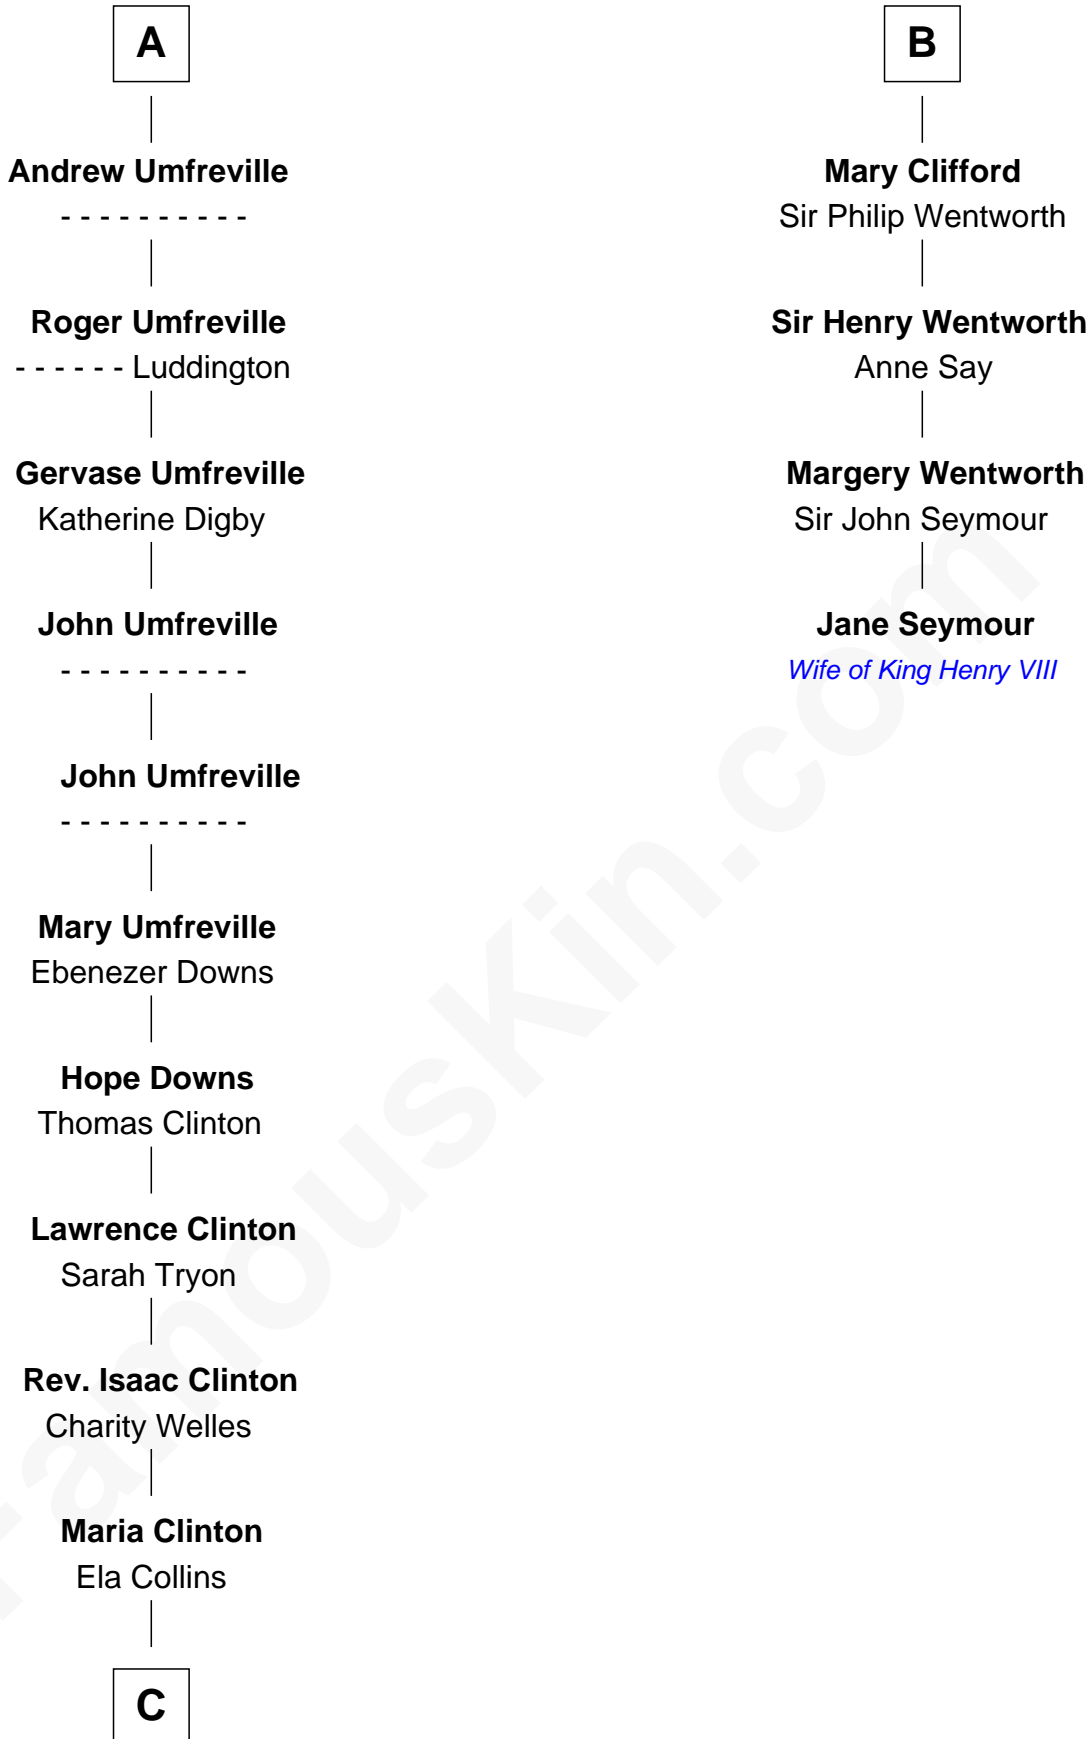 A
Andrew Umfreville
- - - - - - - - - -
Roger Umfreville
- - - - - - Luddington
Gervase Umfreville
Katherine Digby
John Umfreville
- - - - - - - - - -
John Umfreville
- - - - - - - - - -
Mary Umfreville
Ebenezer Downs
Hope Downs
Thomas Clinton
Lawrence Clinton
Sarah Tryon
Rev. Isaac Clinton
Charity Welles
Maria Clinton
Ela Collins
C
B
Mary Clifford
Sir Philip Wentworth
Sir Henry Wentworth
Anne Say
Margery Wentworth
Sir John Seymour
Jane Seymour
Wife of King Henry VIII
FamousKin.com